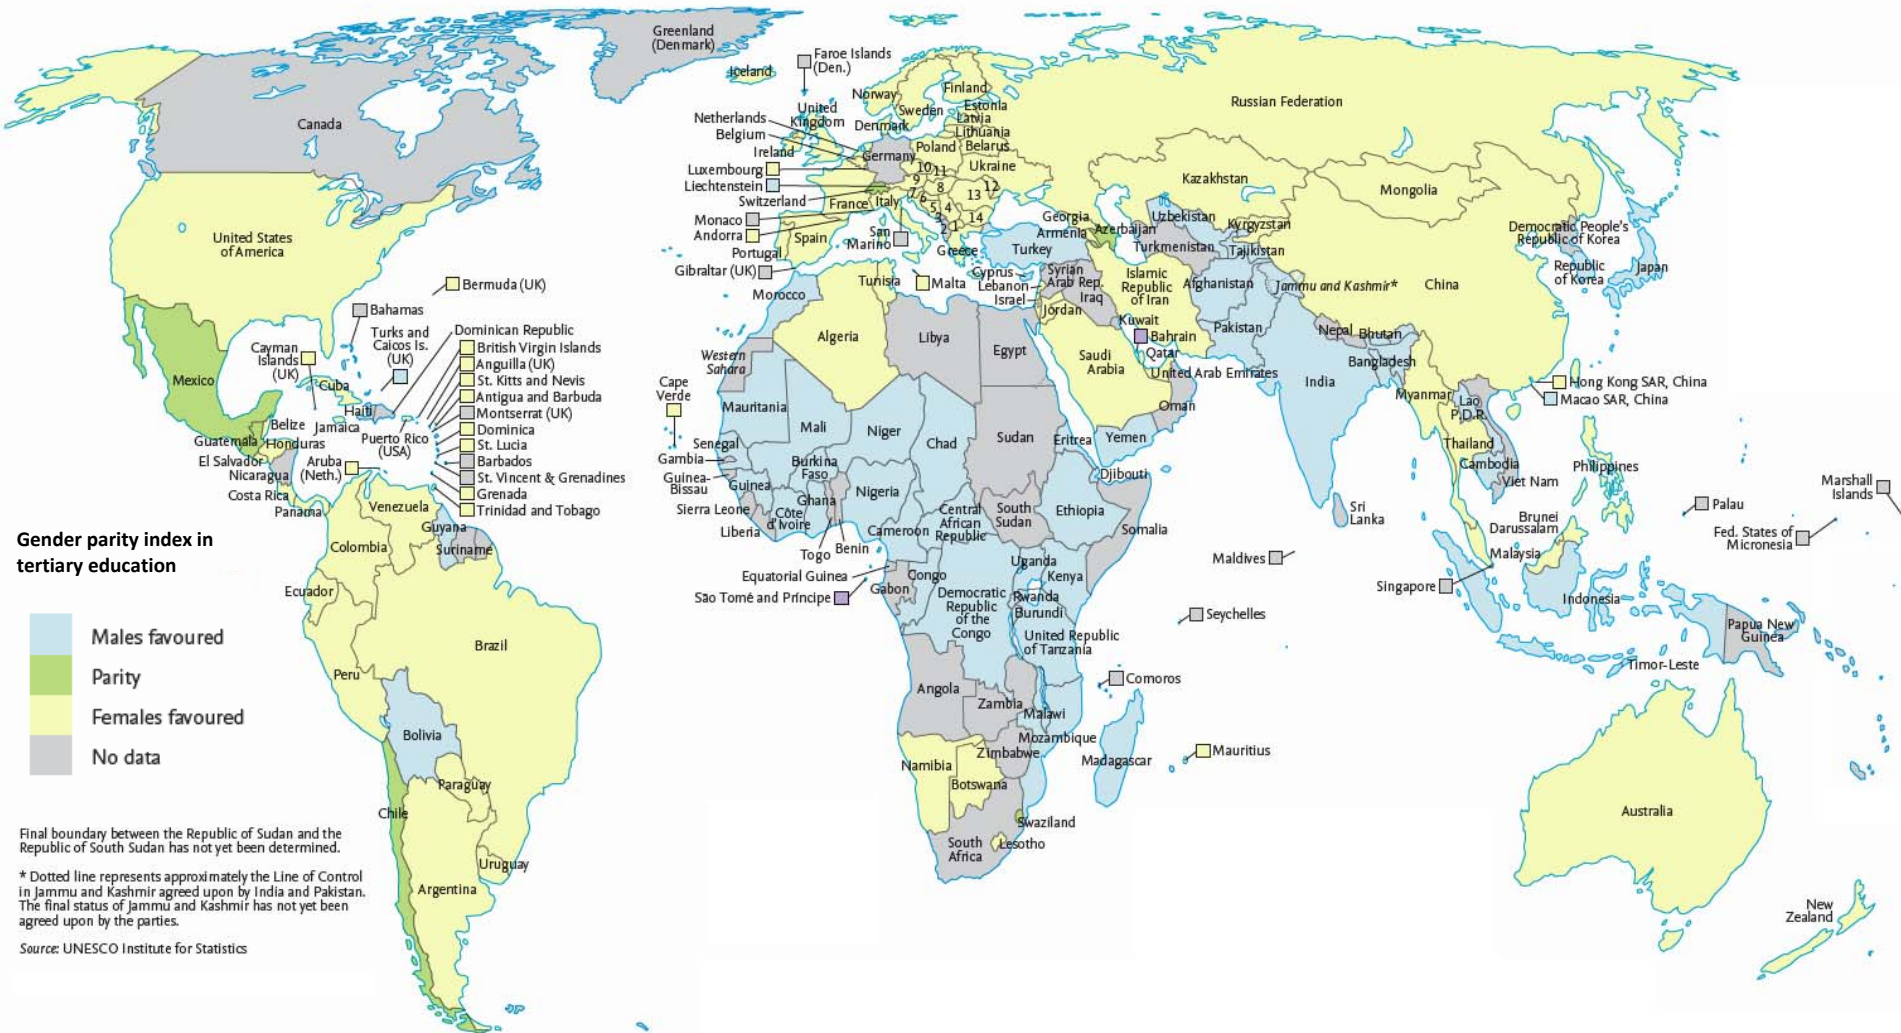 Greenland
(Denmark)
Canada
United States
of America
Mexico
Bermuda (UK)
Bahamas
Turks and
Caicos Is.
(UK)
Cayman
Islands
(UK)
Cuba
Haiti
Jamaica
Belize
Guatemala
Honduras
El Salvador
Nicaragua
Costa Rica
Panama
Puerto Rico
(USA)
Aruba
(Neth.)
Dominican Republic
British Virgin Islands
Anguilla (UK)
St. Kitts and Nevis
Antigua and Barbuda
Montserrat (UK)
Dominica
St. Lucia
Barbados
St. Vincent & Grenadines
Grenada
Trinidad and Tobago
Venezuela
Guyana
Suriname
Colombia
Ecuador
Peru
Brazil
Bolivia
Paraguay
Chile
Uruguay
Argentina
Iceland
Faroe Islands
(Den.)
Norway
Sweden
Finland
Estonia
Latvia
Lithuania
Belarus
United
Kingdom
Denmark
Netherlands
Belgium
Ireland
Luxembourg
Liechtenstein
Switzerland
Monaco
Andorra
Portugal
Gibraltar (UK)
Germany
Poland
Ukraine
10
11
9
8
7
6
5
4
3
2
1
12
13
14
France
Italy
Spain
San
Marino
Greece
Malta
Georgia
Armenia
Azerbaijan
Turkey
Cyprus
Lebanon
Israel
Syrian
Arab Rep.
Iraq
Jordan
Kuwait
Bahrain
Qatar
United Arab Emirates
Saudi
Arabia
Oman
Yemen
Islamic
Republic
of Iran
Russian Federation
Kazakhstan
Mongolia
Uzbekistan
Kyrgyzstan
Turkmenistan
Tajikistan
Afghanistan
Jammu and Kashmir*
Pakistan
India
Nepal
Bhutan
Bangladesh
China
Democratic People's
Republic of Korea
Republic
of Korea
Japan
Hong Kong SAR, China
Macao SAR, China
Myanmar
Lao
P.D.R.
Thailand
Cambodia
Viet Nam
Philippines
Brunei
Darussalam
Malaysia
Singapore
Indonesia
Sri
Lanka
Maldives
Seychelles
Palau
Marshall
Islands
Fed. States of
Micronesia
Papua New
Guinea
Timor-Leste
Australia
New
Zealand
Morocco
Tunisia
Algeria
Libya
Egypt
Western
Sahara
Cape
Verde
Mauritania
Mali
Niger
Chad
Sudan
Eritrea
Djibouti
Senegal
Gambia
Guinea-
Bissau
Guinea
Sierra Leone
Liberia
Burkina
Faso
Ghana
Côte
d'Ivoire
Togo
Benin
Nigeria
Cameroon
Central
African
Republic
South
Sudan
Ethiopia
Somalia
Equatorial Guinea
São Tomé and Príncipe
Gabon
Congo
Democratic
Republic
of the
Congo
Uganda
Kenya
Rwanda
Burundi
United Republic
of Tanzania
Comoros
Angola
Zambia
Malawi
Mozambique
Zimbabwe
Madagascar
Mauritius
Namibia
Botswana
Swaziland
South
Africa
Lesotho
Gender parity index in
tertiary education
Males favoured
Parity
Females favoured
No data
Final boundary between the Republic of Sudan and the
Republic of South Sudan has not yet been determined.
* Dotted line represents approximately the Line of Control
in Jammu and Kashmir agreed upon by India and Pakistan.
The final status of Jammu and Kashmir has not yet been
agreed upon by the parties.
Source: UNESCO Institute for Statistics